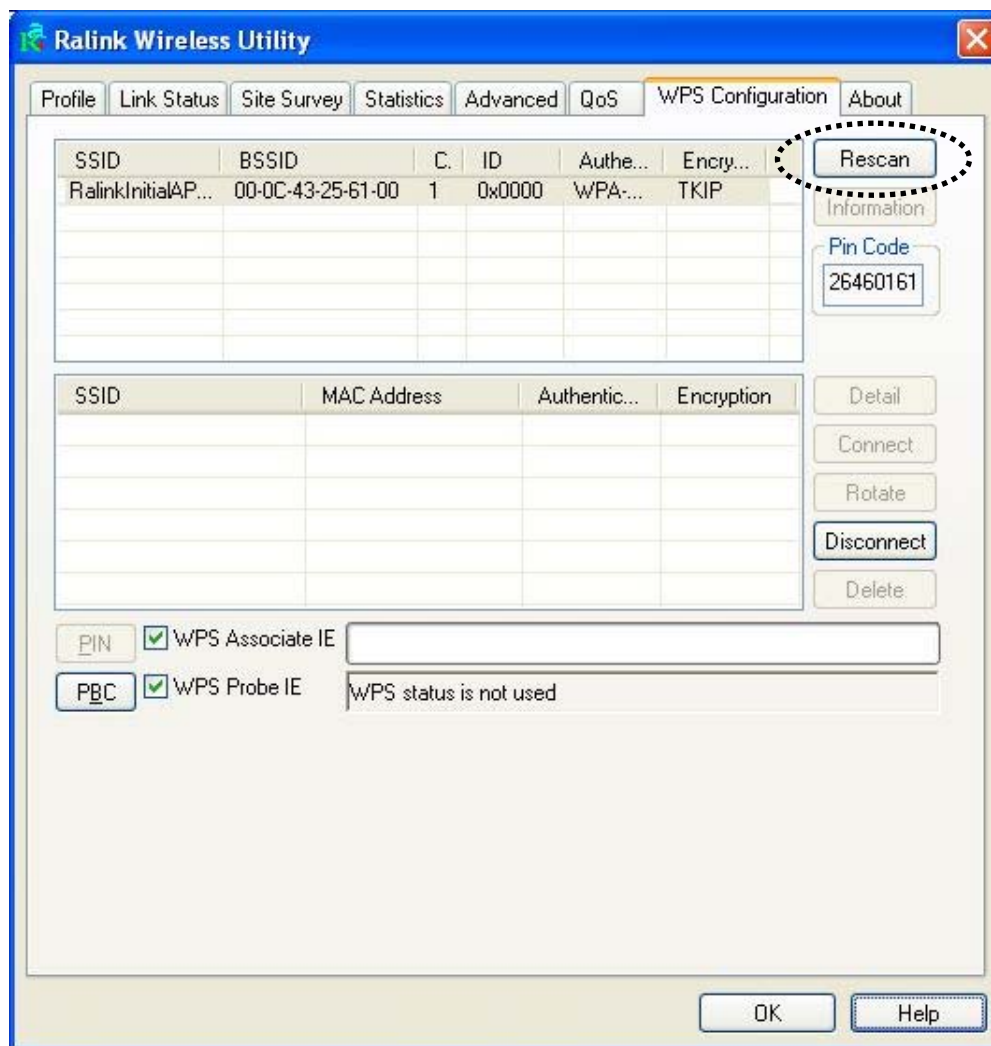 Ralink Wireless Utility
Profile Link Status Site Survey Statistics Advanced QoS WPS Configuration About
SSID BSSID C. ID Authe... Encry...
RalinkInitialAP... 00-0C-43-25-61-00 1 0x0000 WPA-... TKIP
Rescan
Information
Pin Code
26460161
SSID MAC Address Authentic... Encryption
Detail
Connect
Rotate
Disconnect
Delete
PIN WPS Associate IE
PBC WPS Probe IE WPS status is not used
OK Help